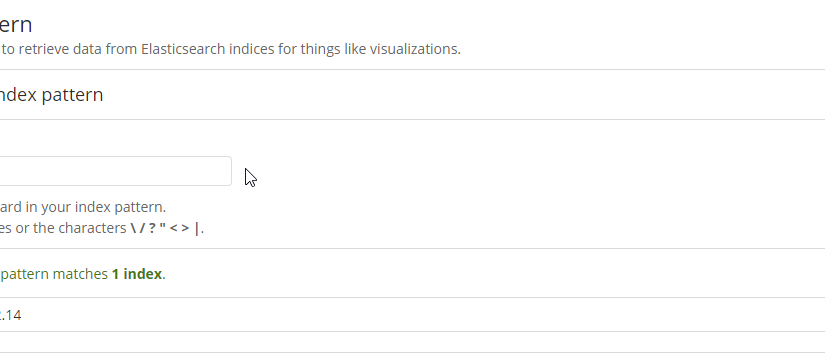 ern
to retrieve data from Elasticsearch indices for things like visualizations.
ndex pattern
ard in your index pattern.
es or the characters \ / ? " < > |.
pattern matches 1 index.
.14